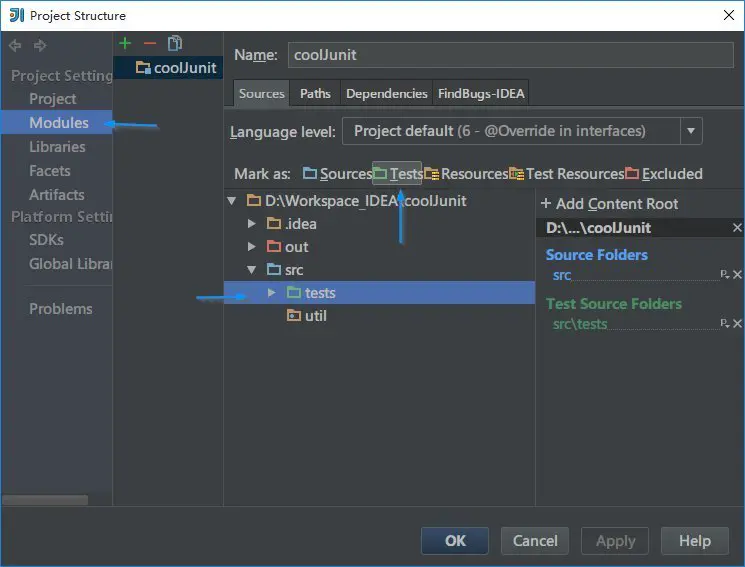 Project Structure
Project Setting
Project
Modules
Libraries
Facets
Artifacts
Platform Setti
SDKs
Global Librar
Problems
coolJunit
Name: coolJunit
Sources Paths Dependencies FindBugs-IDEA
Language level: Project default (6 - @Override in interfaces)
Mark as: Sources Tests Resources Test Resources Excluded
D:\Workspace_IDEA\coolJunit
.idea
out
src
tests
util
+ Add Content Root
D:\...\coolJunit
Source Folders
src
Test Source Folders
src\tests
OK Cancel Apply Help